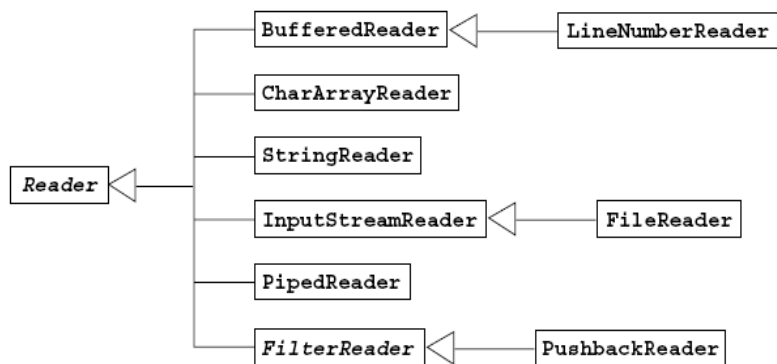 BufferedReader LineNumberReader
CharArrayReader
StringReader
Reader
InputStreamReader FileReader
PipedReader
FilterReader PushbackReader